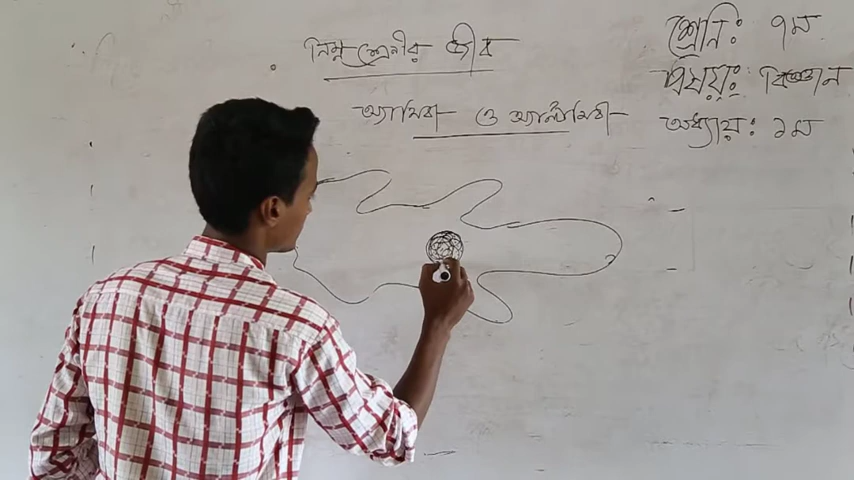 নিম্ন শ্রেণীর জীব
অ্যামিবা ও অ্যান্টামিবা
শ্রেনি: ৭ম
বিষয়: বিজ্ঞান
অধ্যায়: ১ম